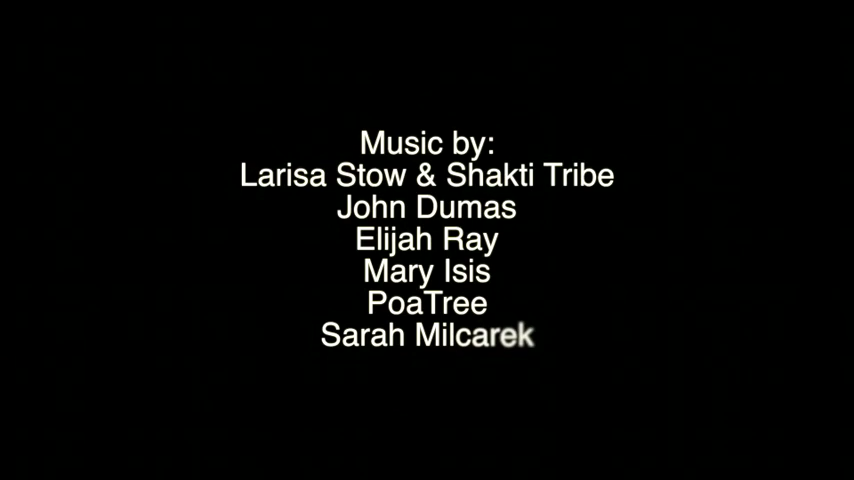 Music by:
Larisa Stow & Shakti Tribe
John Dumas
Elijah Ray
Mary Isis
PoaTree
Sarah Milcarek